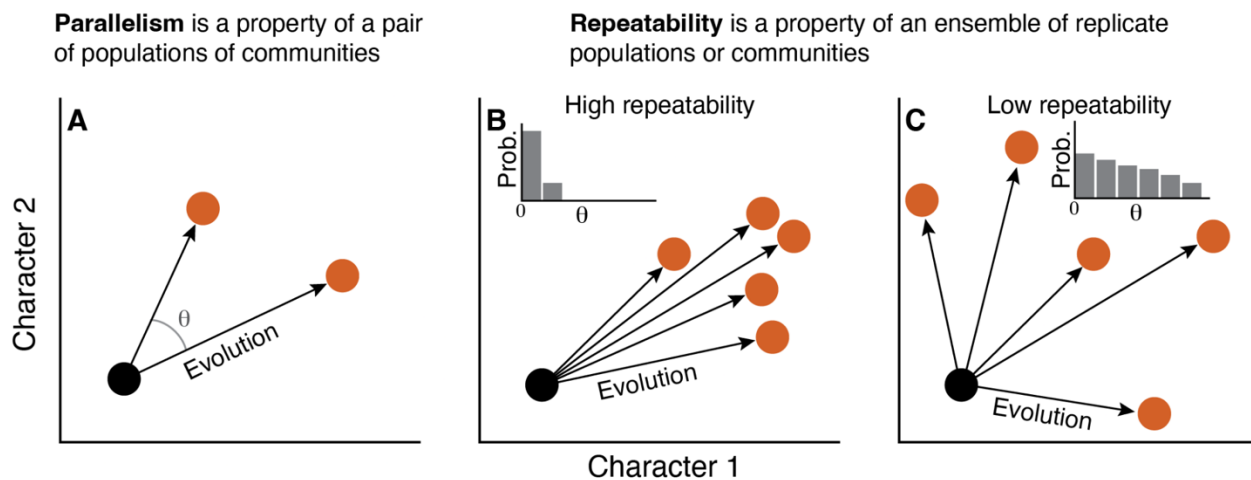 Parallelism is a property of a pair
of populations of communities
Repeatability is a property of an ensemble of replicate
populations or communities
A
Character 2
θ
Evolution
B
High repeatability
Prob.
0
θ
Evolution
Character 1
C
Low repeatability
Prob.
0
θ
Evolution